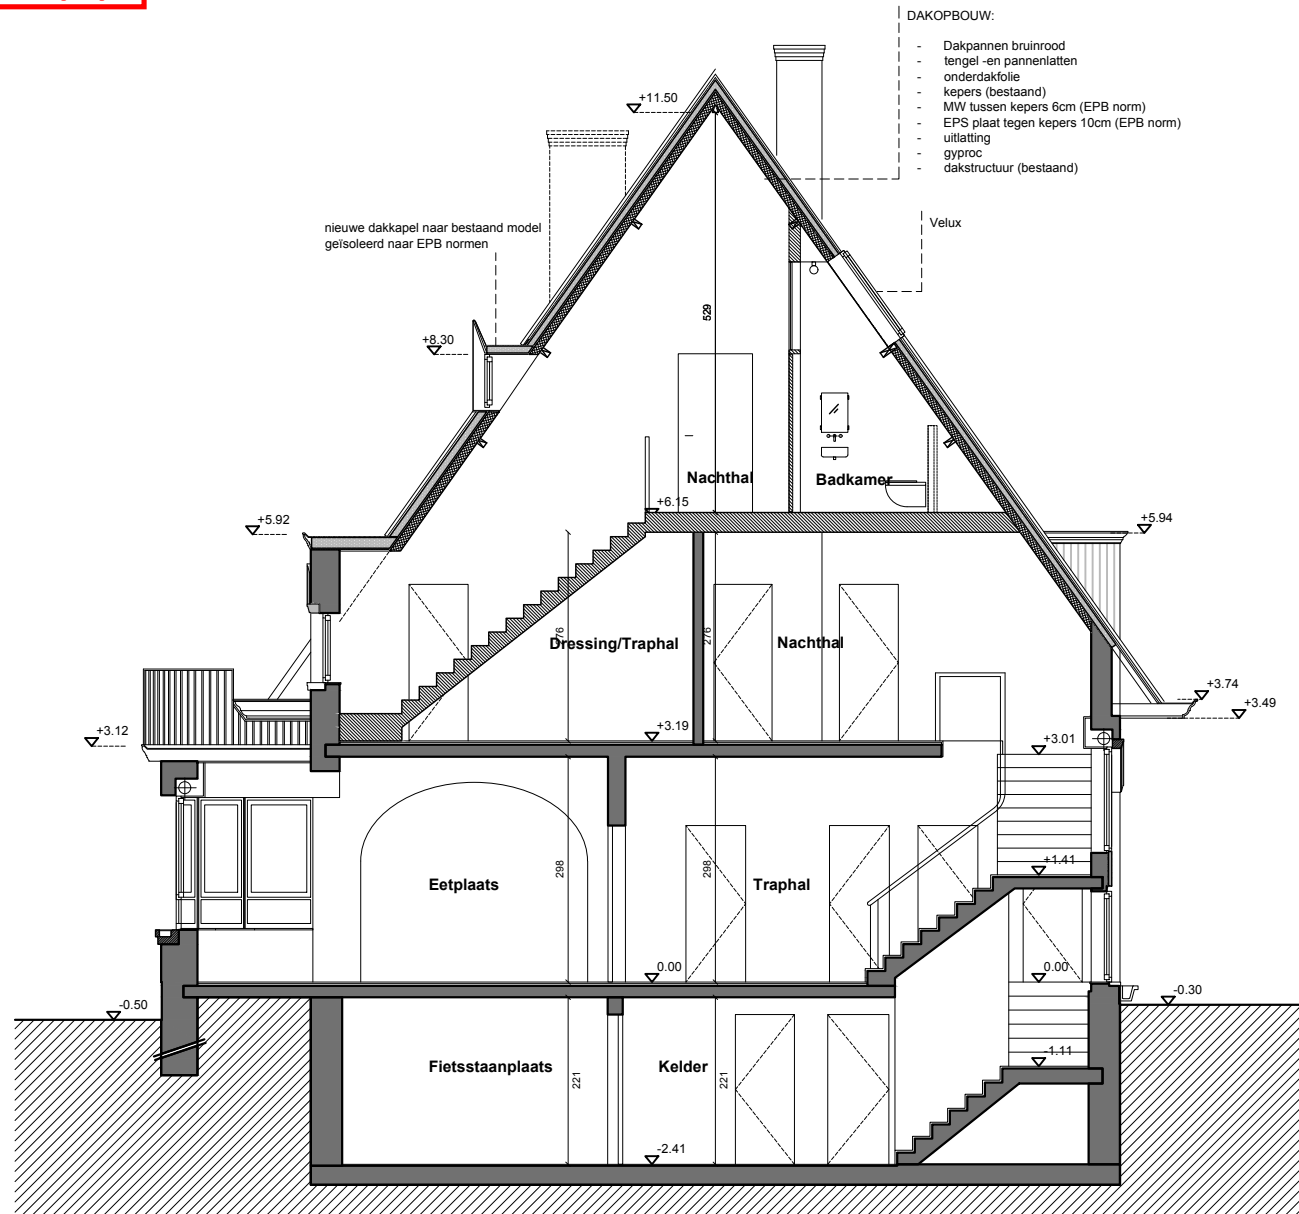 DAKOPBOUW:
- Dakpannen bruinrood
- tengel -en pannenlatten
- onderdakfolie
- kepers (bestaand)
- MW tussen kepers 6cm (EPB norm)
- EPS plaat tegen kepers 10cm (EPB norm)
- uitlatting
- gyproc
- dakstructuur (bestaand)
+11.50
Velux
nieuwe dakkapel naar bestaand model
geïsoleerd naar EPB normen
529
+8.30
Nachthal
Badkamer
+6.15
+5.92
+5.94
276
Dressing/Traphal
276
Nachthal
+3.74
+3.49
+3.12
+3.19
+3.01
298
298
+1.41
Eetplaats
Traphal
0.00
0.00
-0.50
-0.30
-1.11
Fietsstaanplaats
221
Kelder
221
-2.41